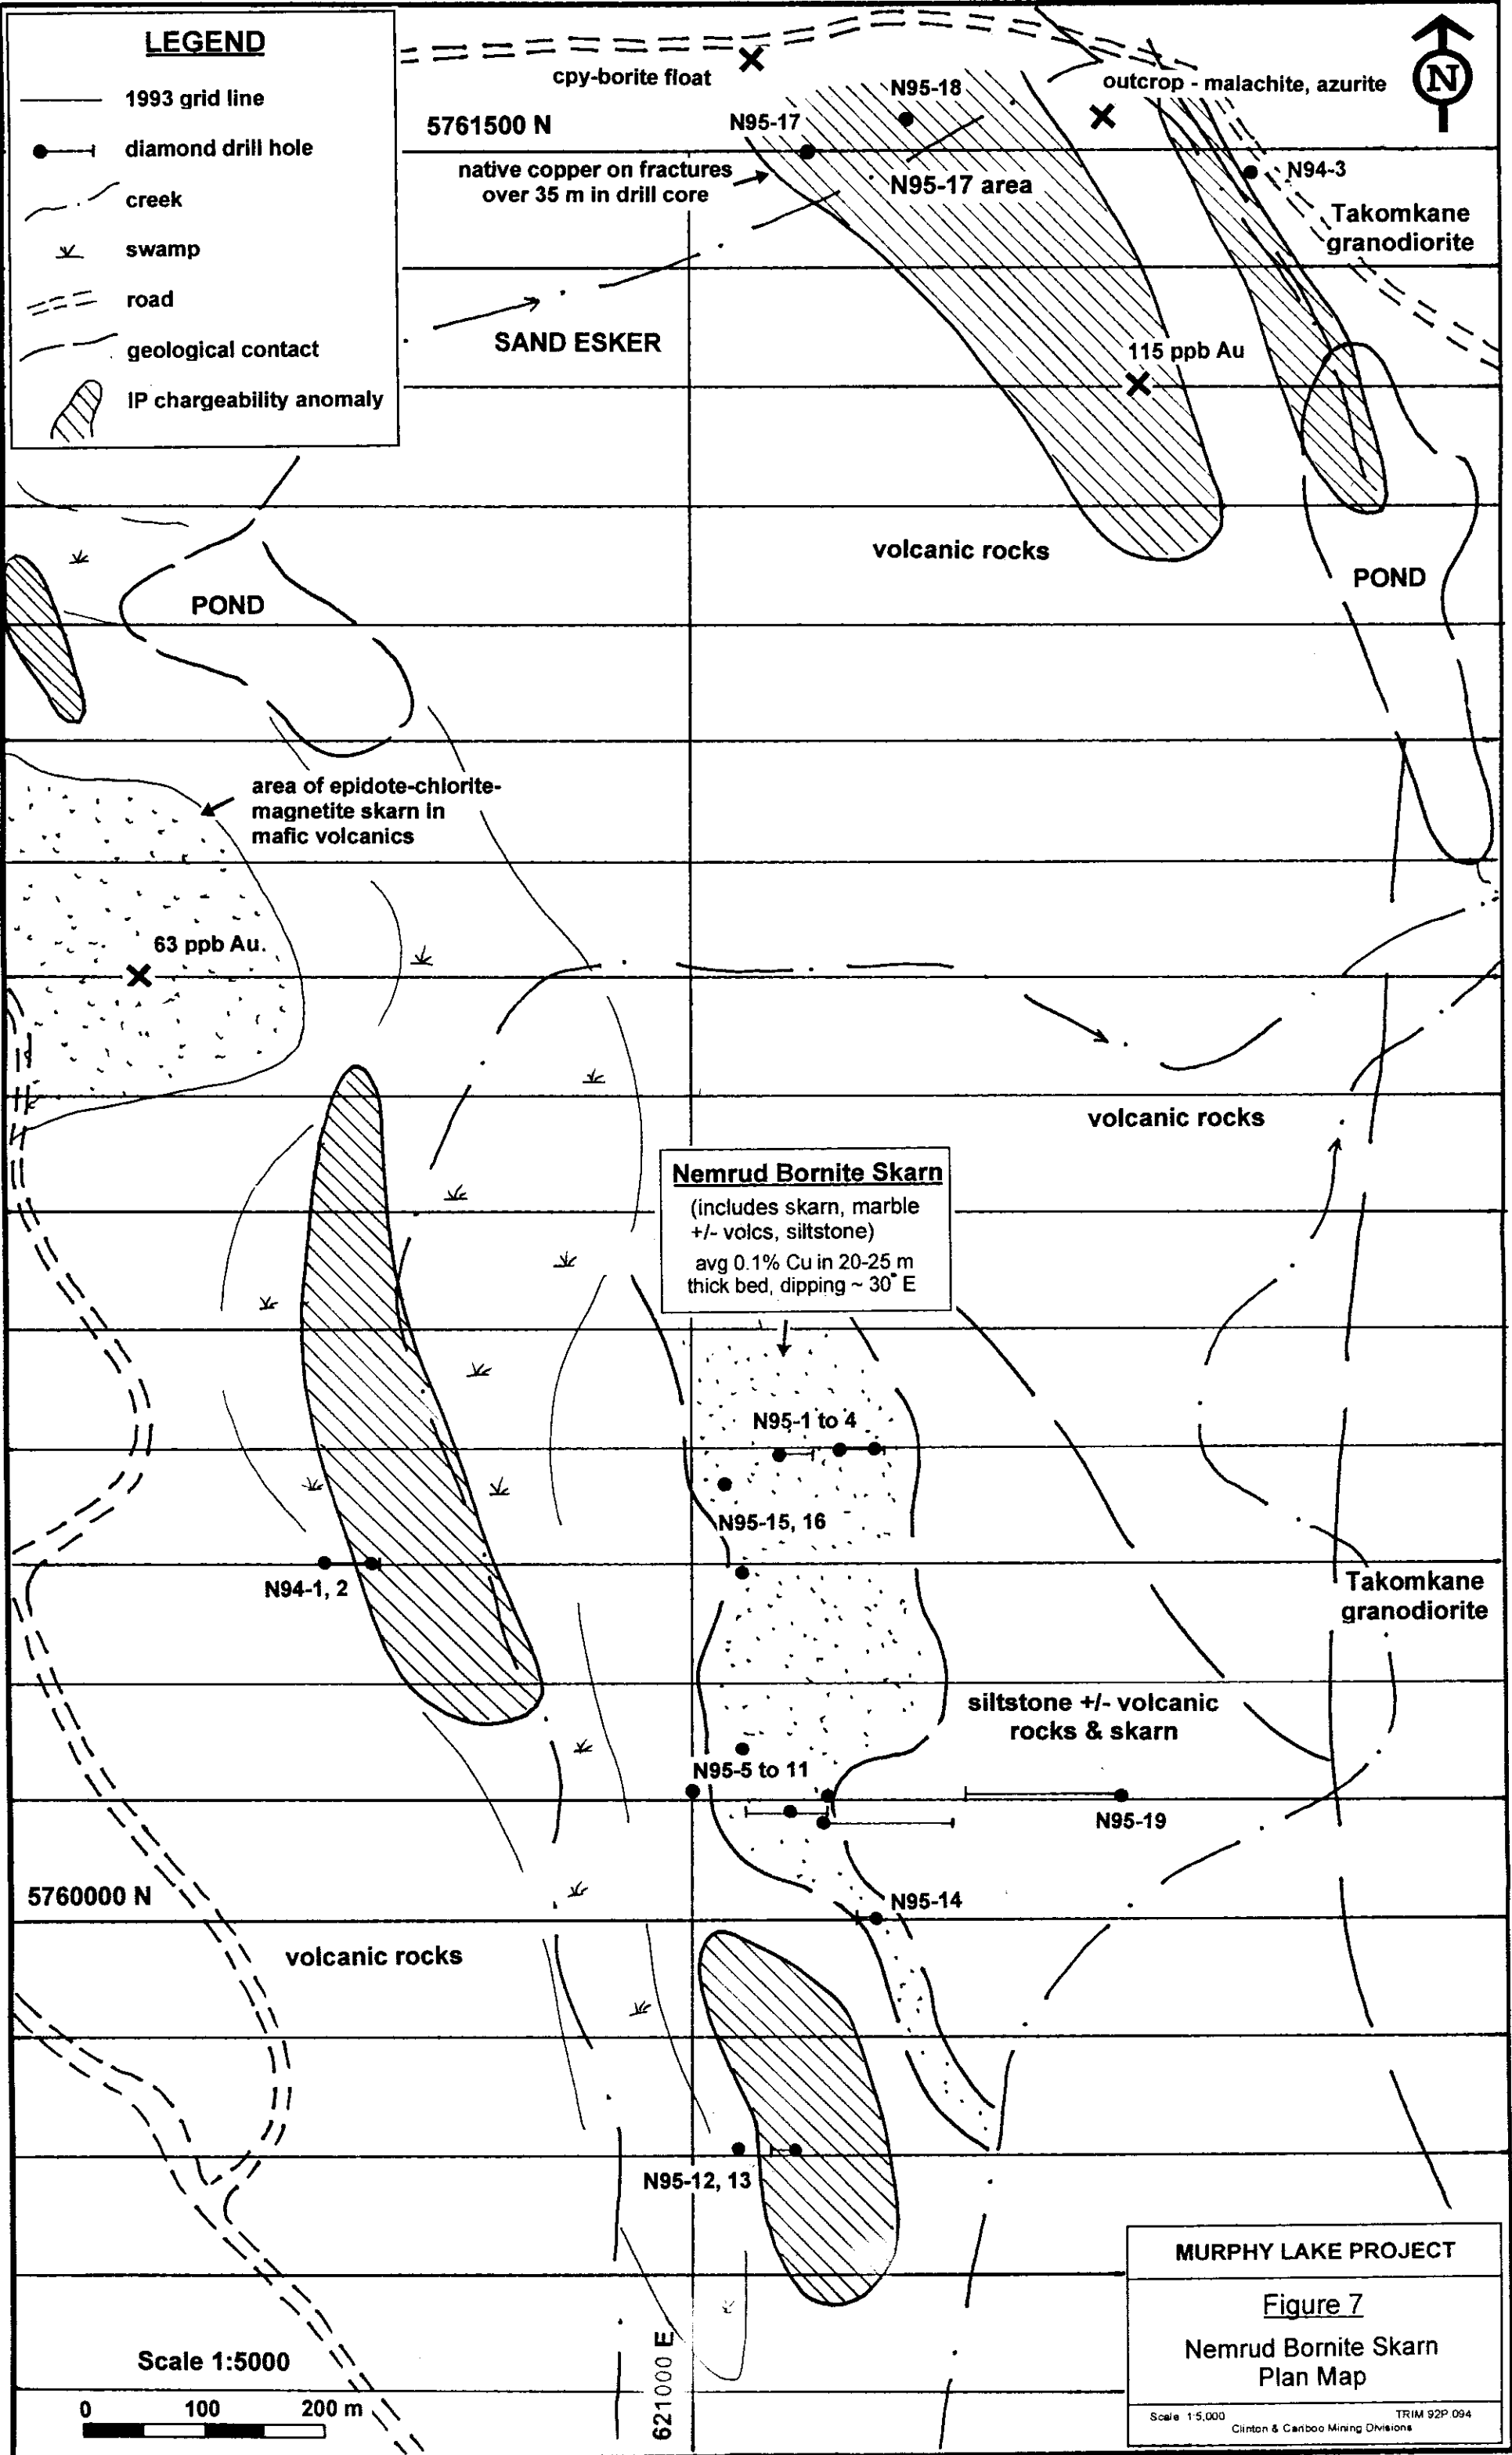 LEGEND
1993 grid line
diamond drill hole
creek
swamp
road
geological contact
IP chargeability anomaly
cpy-borite float
outcrop - malachite, azurite
N
5761500 N
N95-17
N95-18
N94-3
native copper on fractures
over 35 m in drill core
N95-17 area
Takomkane
granodiorite
SAND ESKER
115 ppb Au
volcanic rocks
POND
POND
area of epidote-chlorite-
magnetite skarn in
mafic volcanics
63 ppb Au.
volcanic rocks
Nemrud Bornite Skarn
(includes skarn, marble
+/- volcs, siltstone)
avg 0.1% Cu in 20-25 m
thick bed, dipping ~ 30° E
N95-1 to 4
N95-15, 16
N94-1, 2
Takomkane
granodiorite
siltstone +/- volcanic
rocks & skarn
N95-5 to 11
N95-19
5760000 N
N95-14
volcanic rocks
N95-12, 13
621000 E
Scale 1:5000
0 100 200 m
MURPHY LAKE PROJECT
Figure 7
Nemrud Bornite Skarn
Plan Map
Scale 1:5,000 TRIM 92P.094
Clinton & Cariboo Mining Divisions